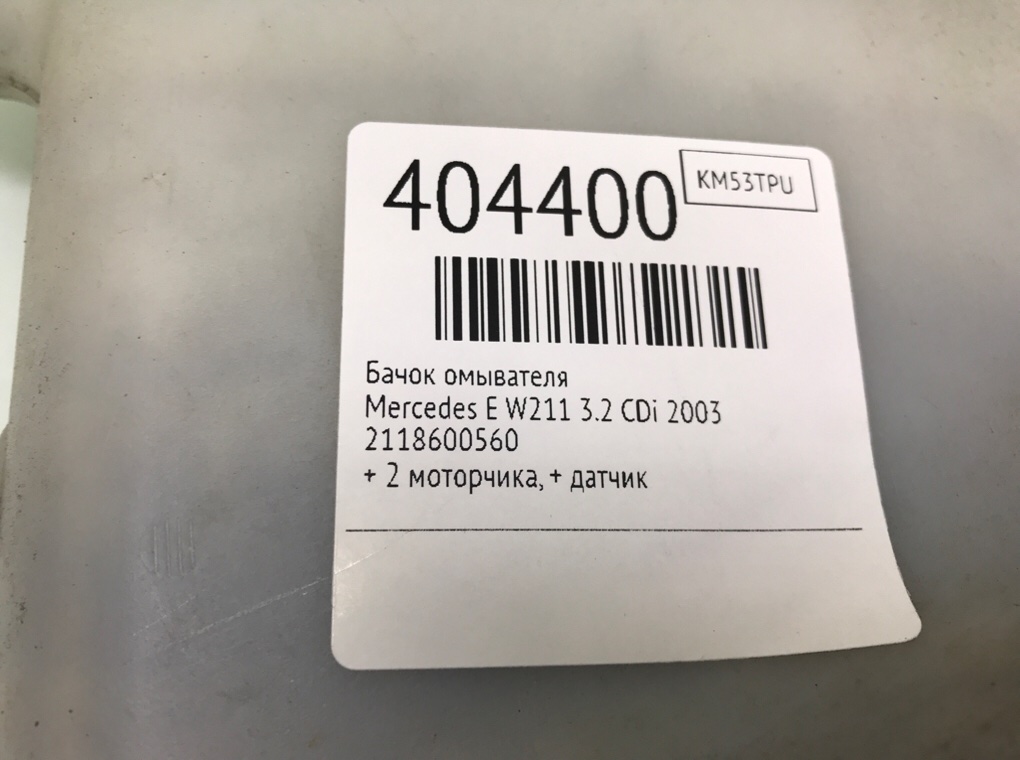 404400
KM53TPU
Бачок омывателя
Mercedes E W211 3.2 CDi 2003
2118600560
+ 2 моторчика, + датчик